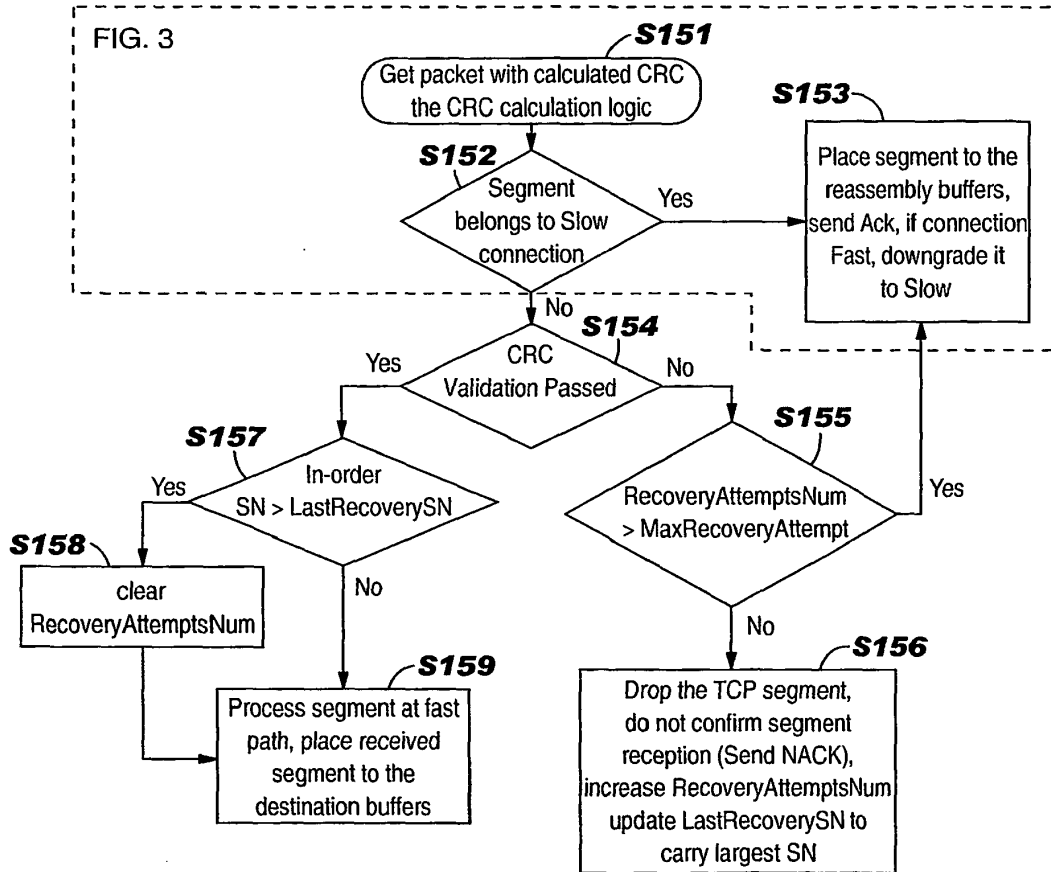 FIG. 3
S151
Get packet with calculated CRC
the CRC calculation logic
S152
Segment
belongs to Slow
connection
Yes
S153
Place segment to the
reassembly buffers,
send Ack, if connection
Fast, downgrade it
to Slow
No
S154
CRC
Validation Passed
Yes
No
S157
In-order
SN > LastRecoverySN
Yes
No
S155
RecoveryAttemptsNum
> MaxRecoveryAttempt
Yes
No
S158
clear
RecoveryAttemptsNum
S159
Process segment at fast
path, place received
segment to the
destination buffers
S156
Drop the TCP segment,
do not confirm segment
reception (Send NACK),
increase RecoveryAttemptsNum
update LastRecoverySN to
carry largest SN